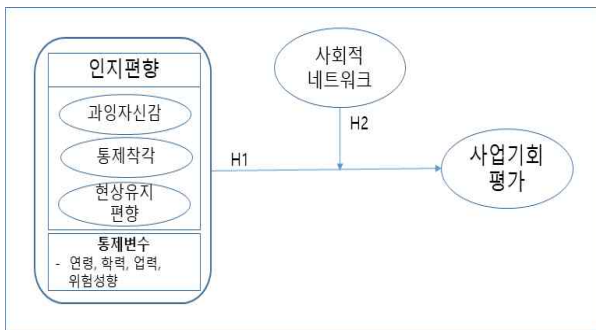 인지편향
과잉자신감
통제착각
현상유지
편향
통제변수
- 연령, 학력, 업력,
위험성향
H1
사회적
네트워크
H2
사업기회
평가